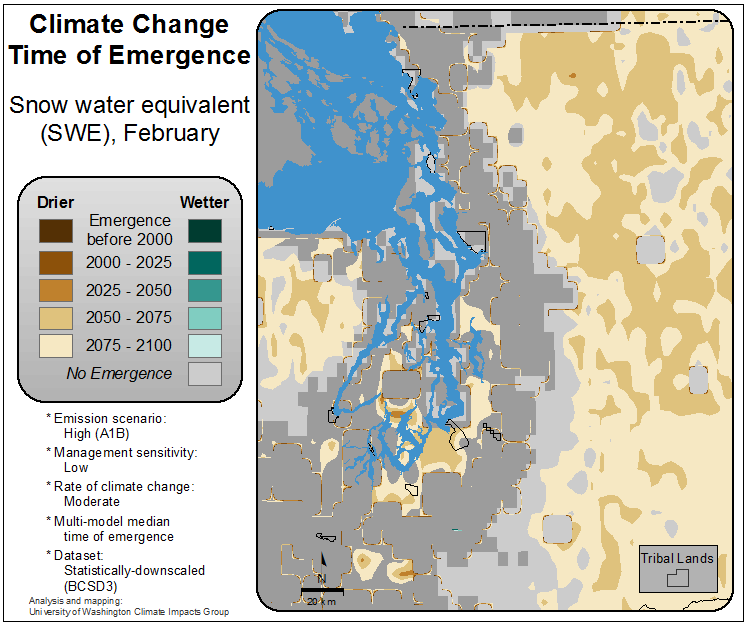 Climate Change
Time of Emergence
Snow water equivalent
(SWE), February
Drier
Wetter
Emergence
before 2000
2000 - 2025
2025 - 2050
2050 - 2075
2075 - 2100
No Emergence
* Emission scenario:
High (A1B)
* Management sensitivity:
Low
* Rate of climate change:
Moderate
* Multi-model median
time of emergence
* Dataset:
Statistically-downscaled
(BCSD3)
Analysis and mapping:
University of Washington Climate Impacts Group
N
20 km
Tribal Lands